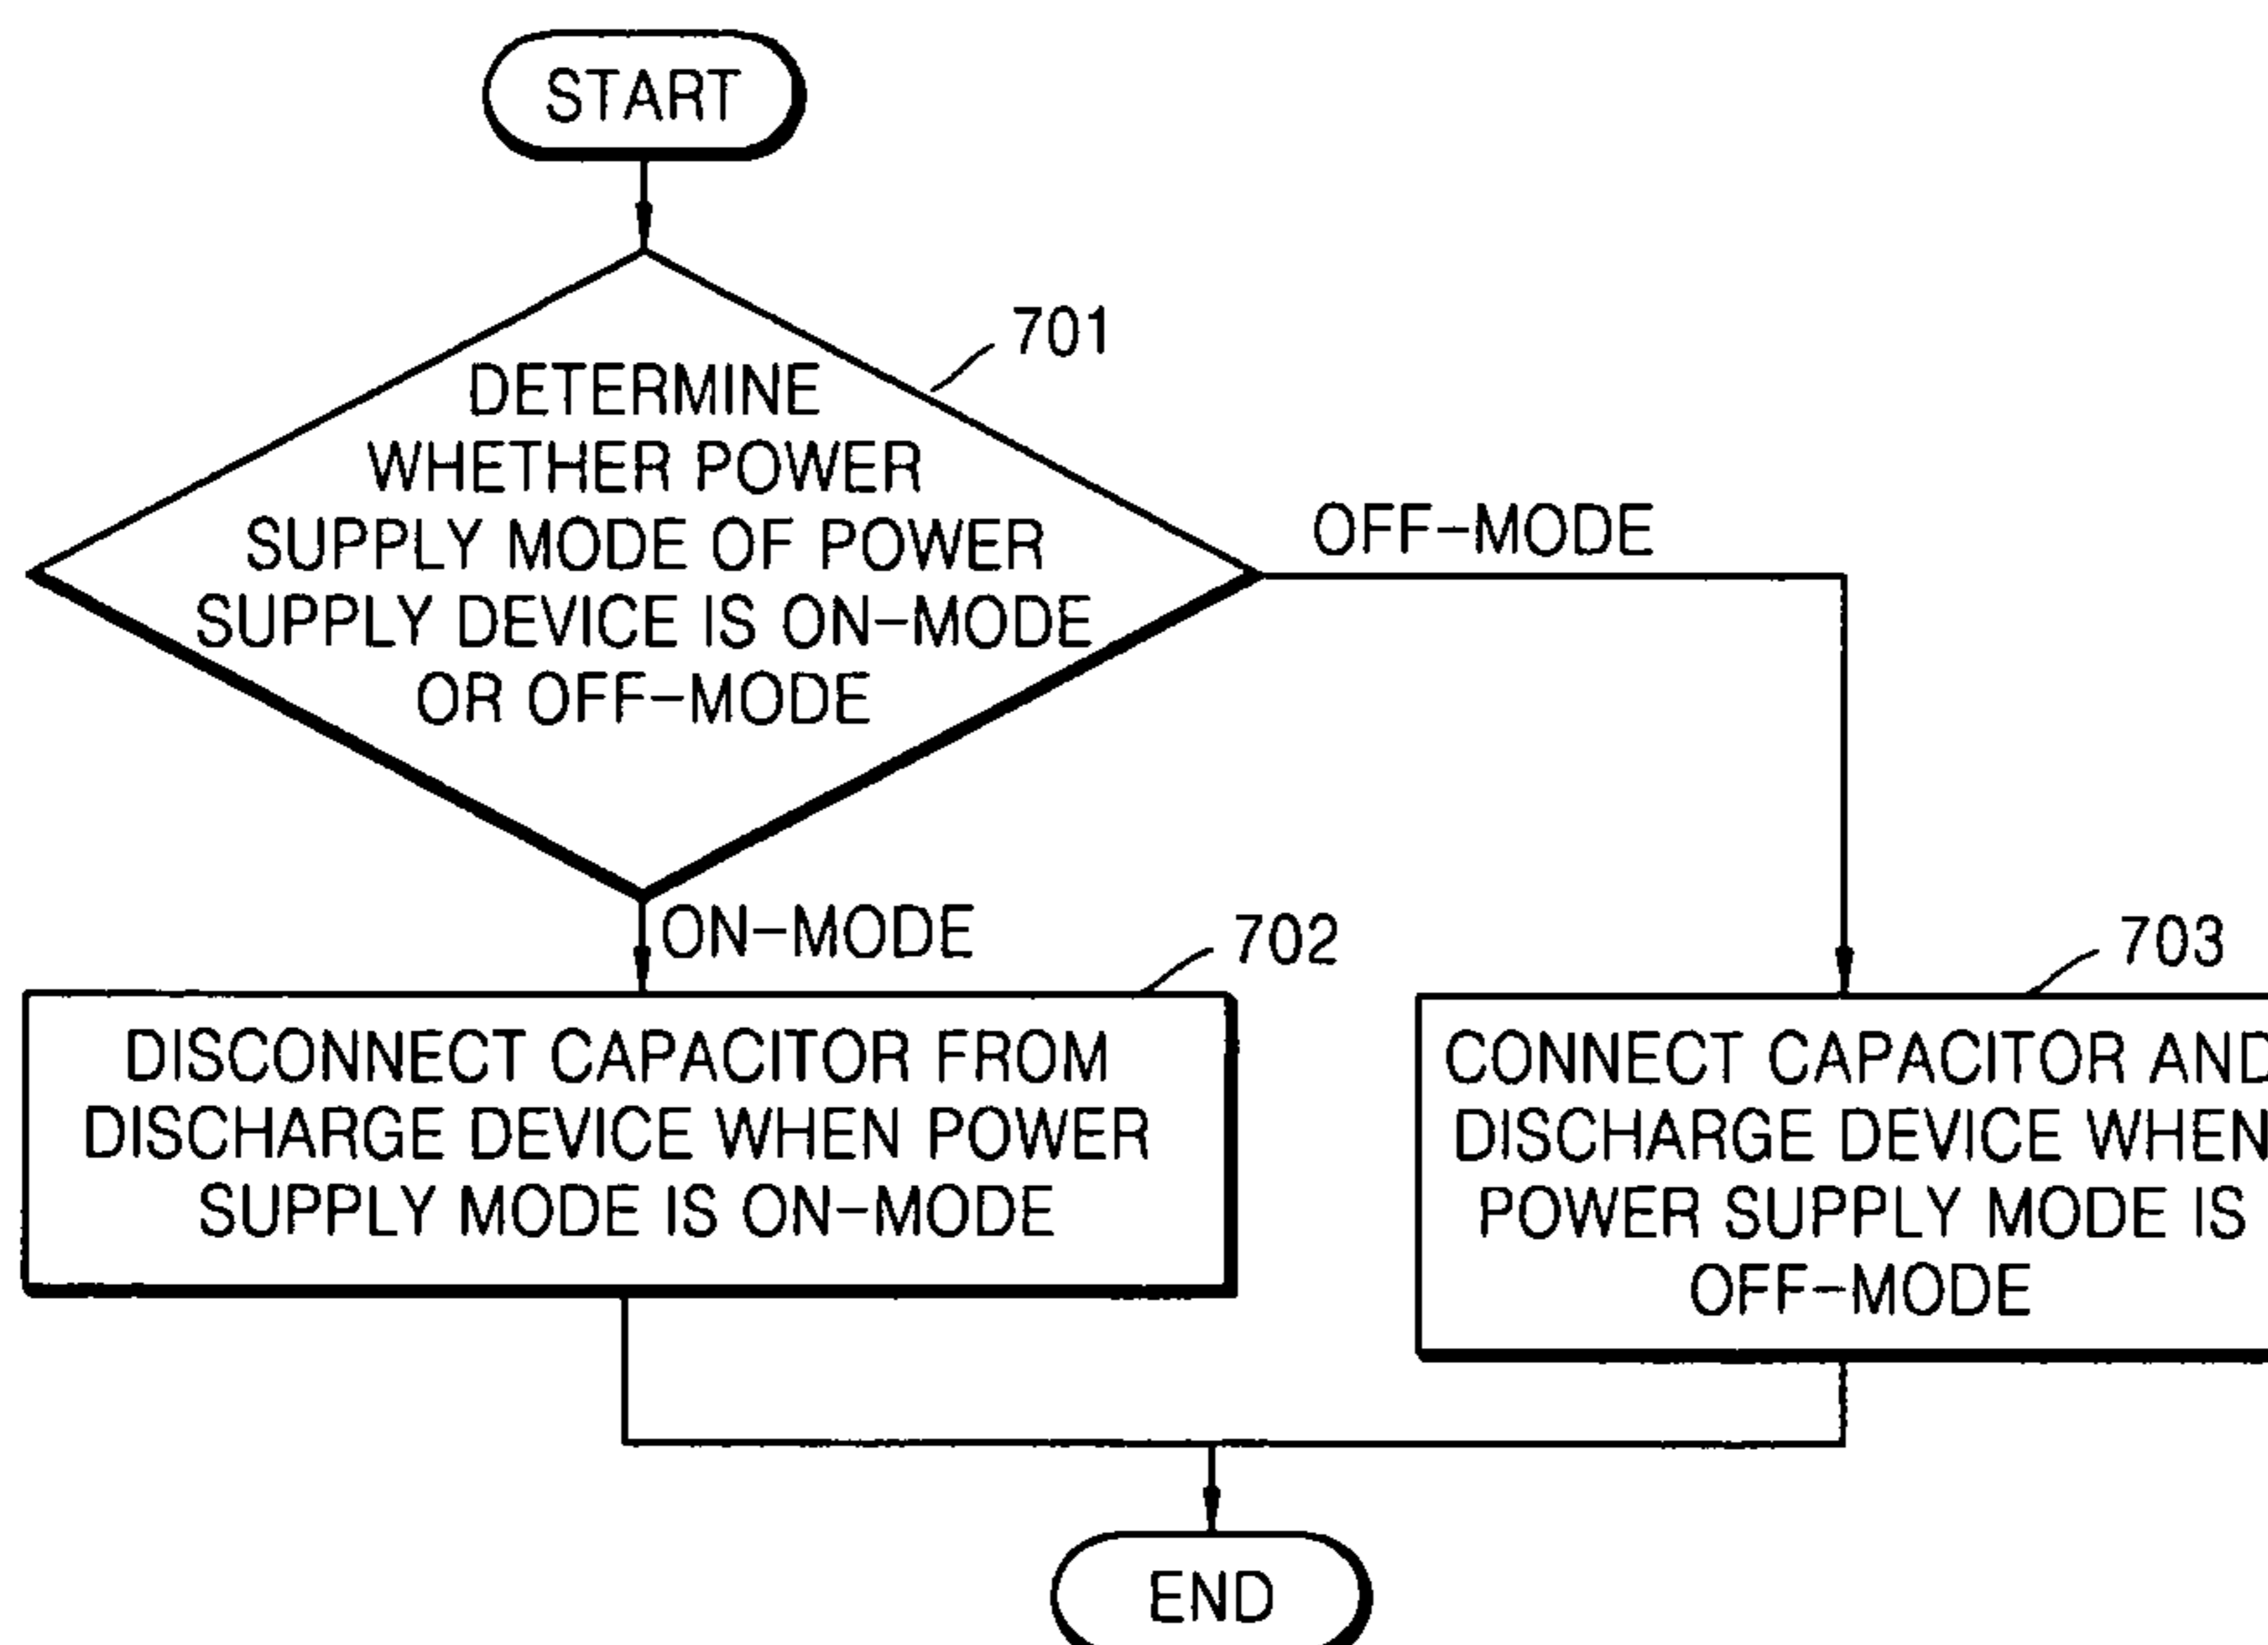 START
701
DETERMINE
WHETHER POWER
SUPPLY MODE OF POWER
SUPPLY DEVICE IS ON-MODE
OR OFF-MODE
OFF-MODE
ON-MODE
702
DISCONNECT CAPACITOR FROM
DISCHARGE DEVICE WHEN POWER
SUPPLY MODE IS ON-MODE
703
CONNECT CAPACITOR AND
DISCHARGE DEVICE WHEN
POWER SUPPLY MODE IS
OFF-MODE
END